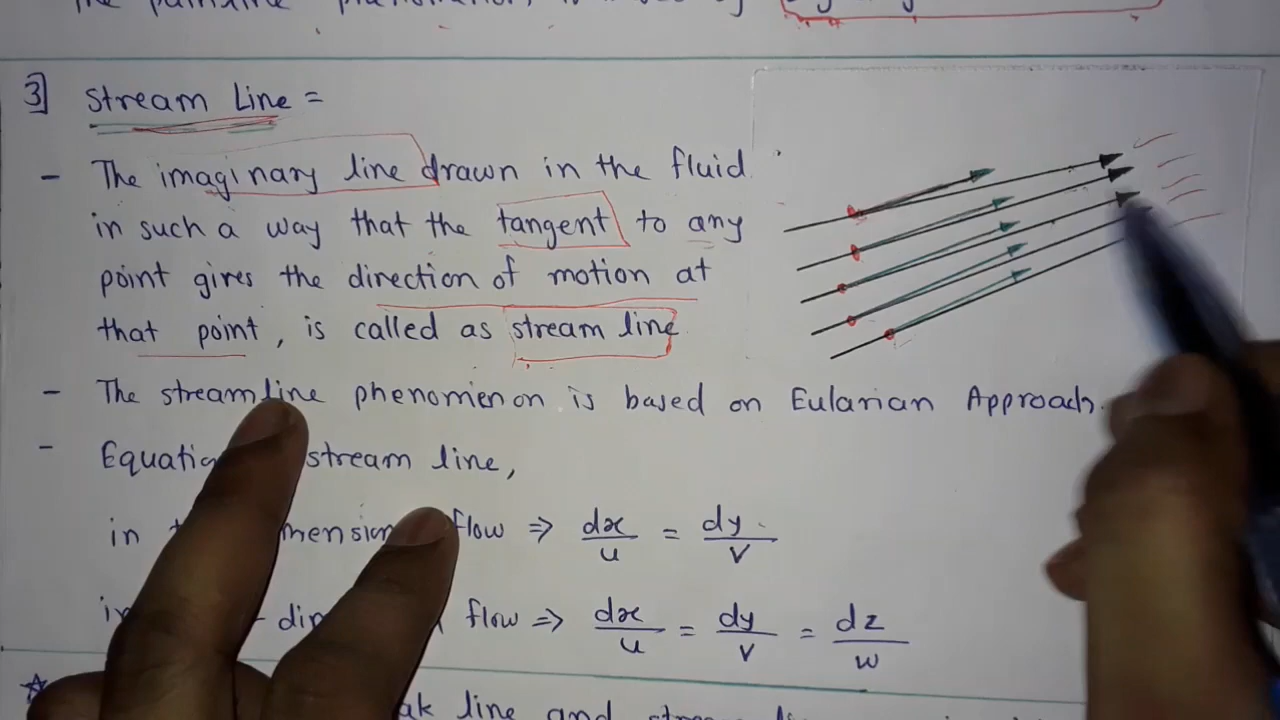 3] Stream Line =
- The imaginary line drawn in the fluid
in such a way that the tangent to any
point gives the direction of motion at
that point, is called as stream line
- The streamline phenomenon is based on Eularian Approach.
- stream line,
in flow ⇒ dx/u = dy/v
flow ⇒ dx/u = dy/v = dz/w
line and